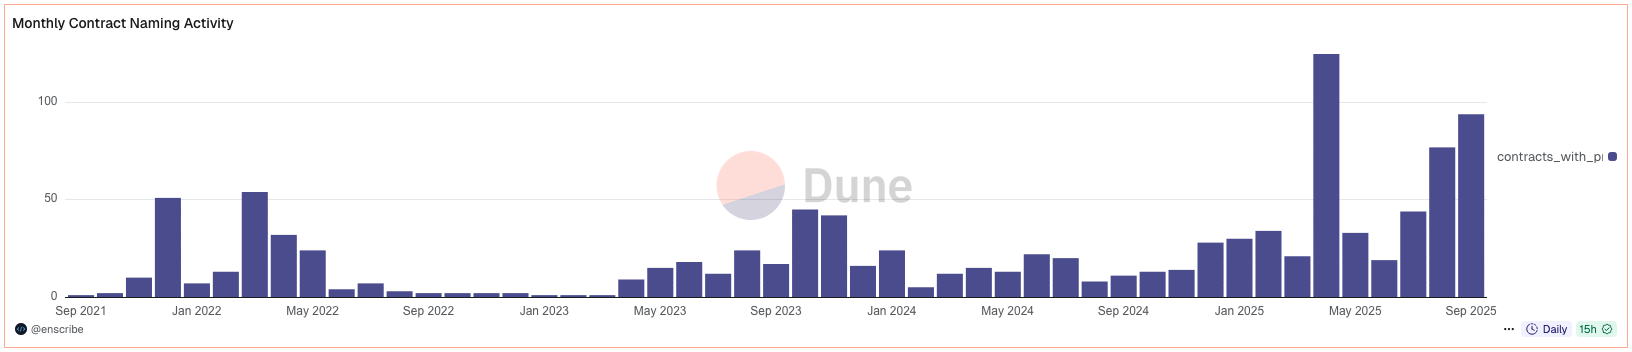 Monthly Contract Naming Activity
100
50
0
Dune
contracts_with_pr
Sep 2021 Jan 2022 May 2022 Sep 2022 Jan 2023 May 2023 Sep 2023 Jan 2024 May 2024 Sep 2024 Jan 2025 May 2025 Sep 2025
@enscribe ... Daily 15h